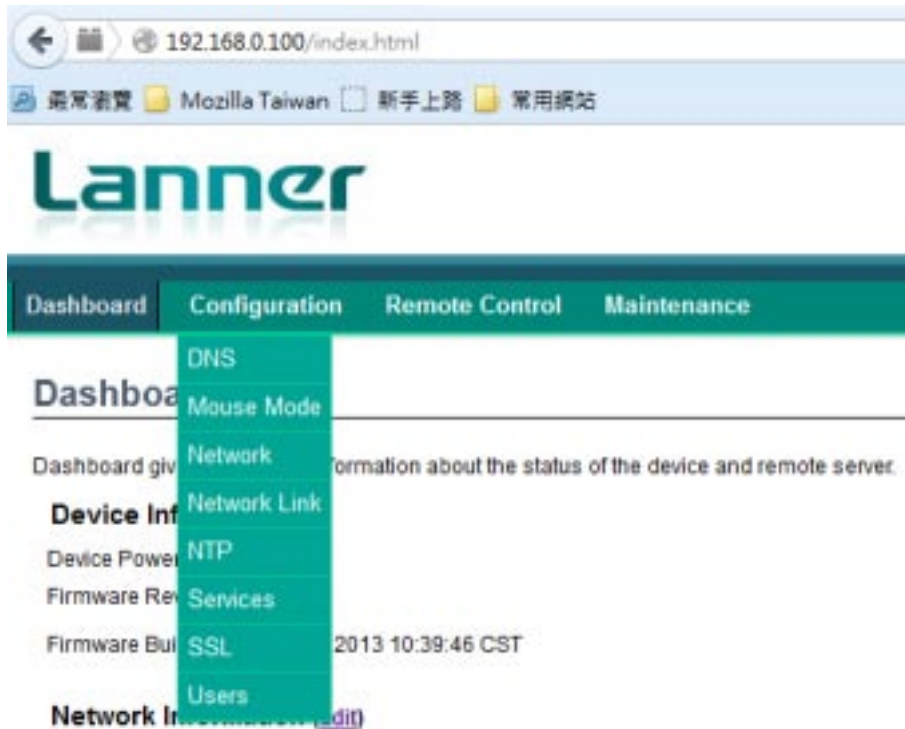 192.168.0.100/index.html
最常瀏覽 Mozilla Taiwan 新手上路 常用網站
Lanner
Dashboard Configuration Remote Control Maintenance
DNS
Dashboa
Mouse Mode
Network
Dashboard giv formation about the status of the device and remote server.
Network Link
Device Inf
NTP
Device Power
Services
Firmware Rev
SSL
Firmware Bui 2013 10:39:46 CST
Users
Network I (edit)